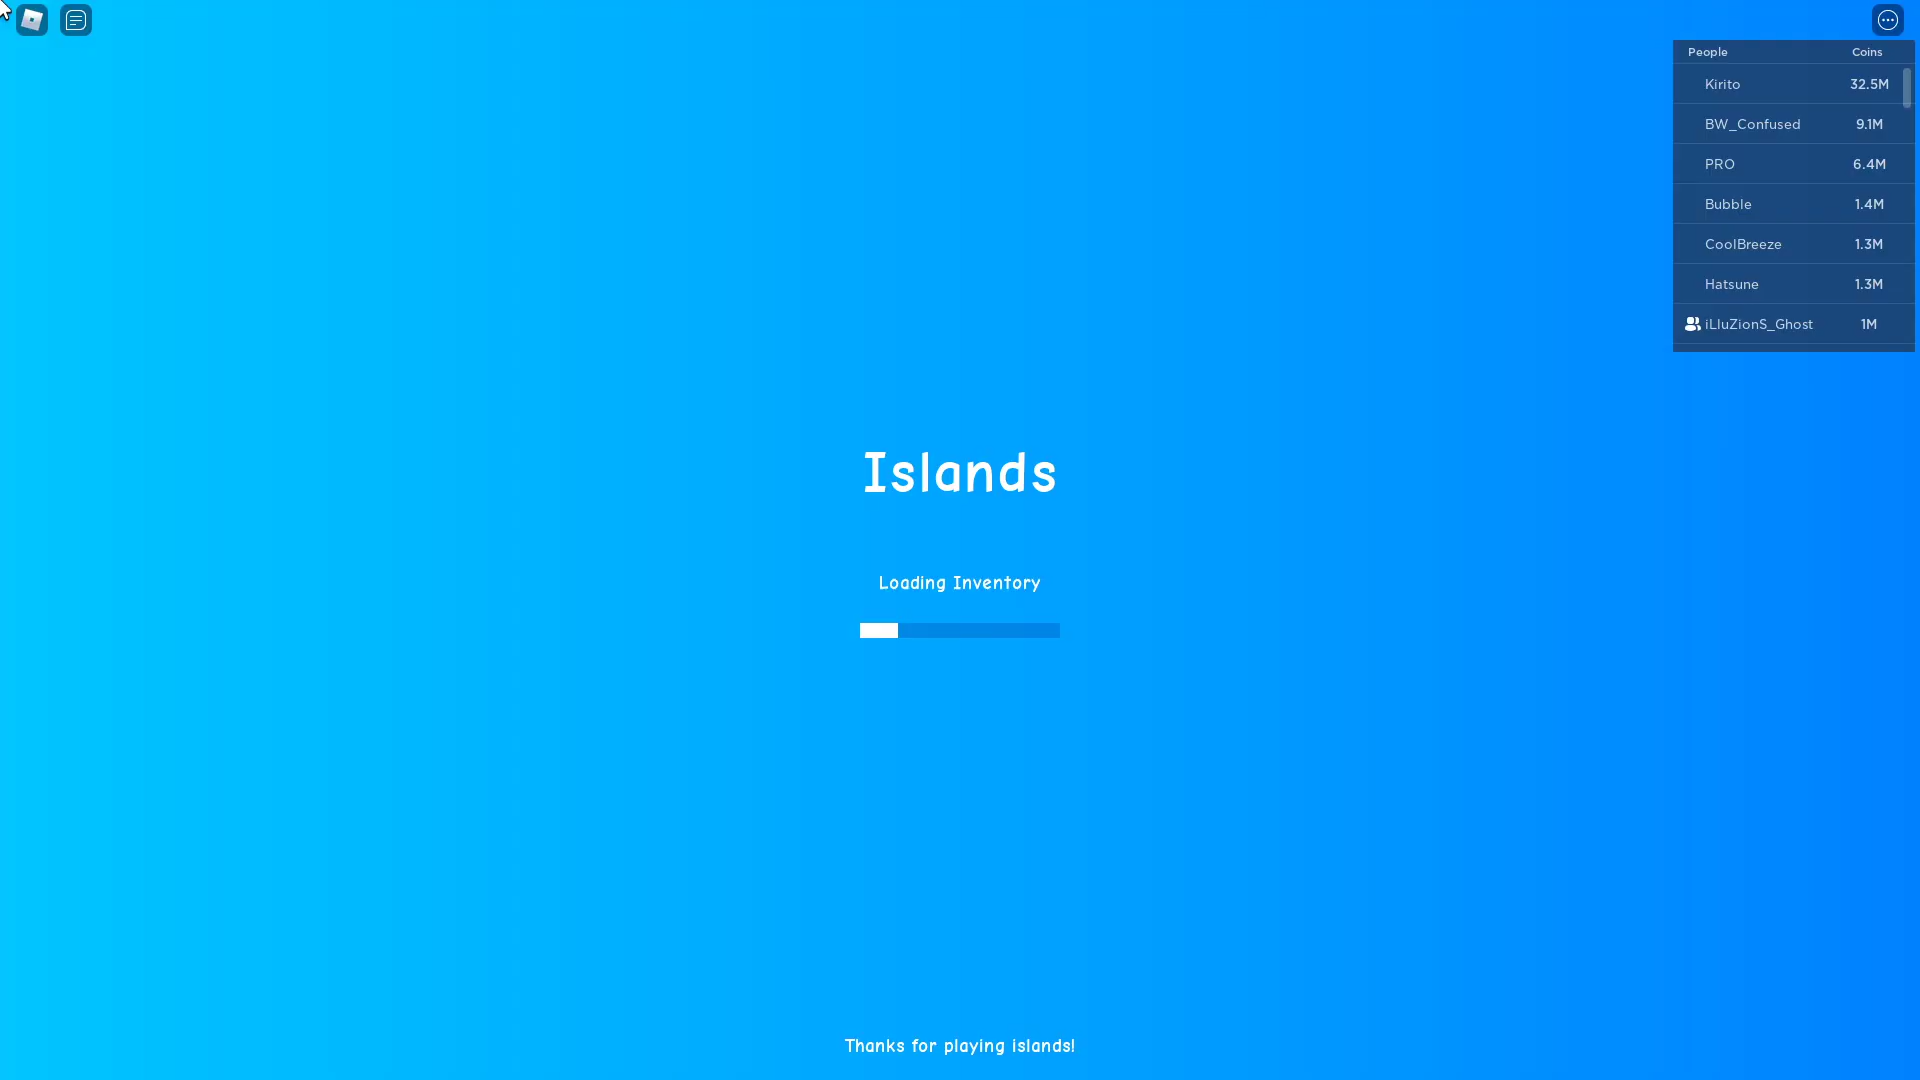 People Coins
Kirito 32.5M
BW_Confused 9.1M
PRO 6.4M
Bubble 1.4M
CoolBreeze 1.3M
Hatsune 1.3M
iLluZionS_Ghost 1M
Islands
Loading Inventory
Thanks for playing islands!